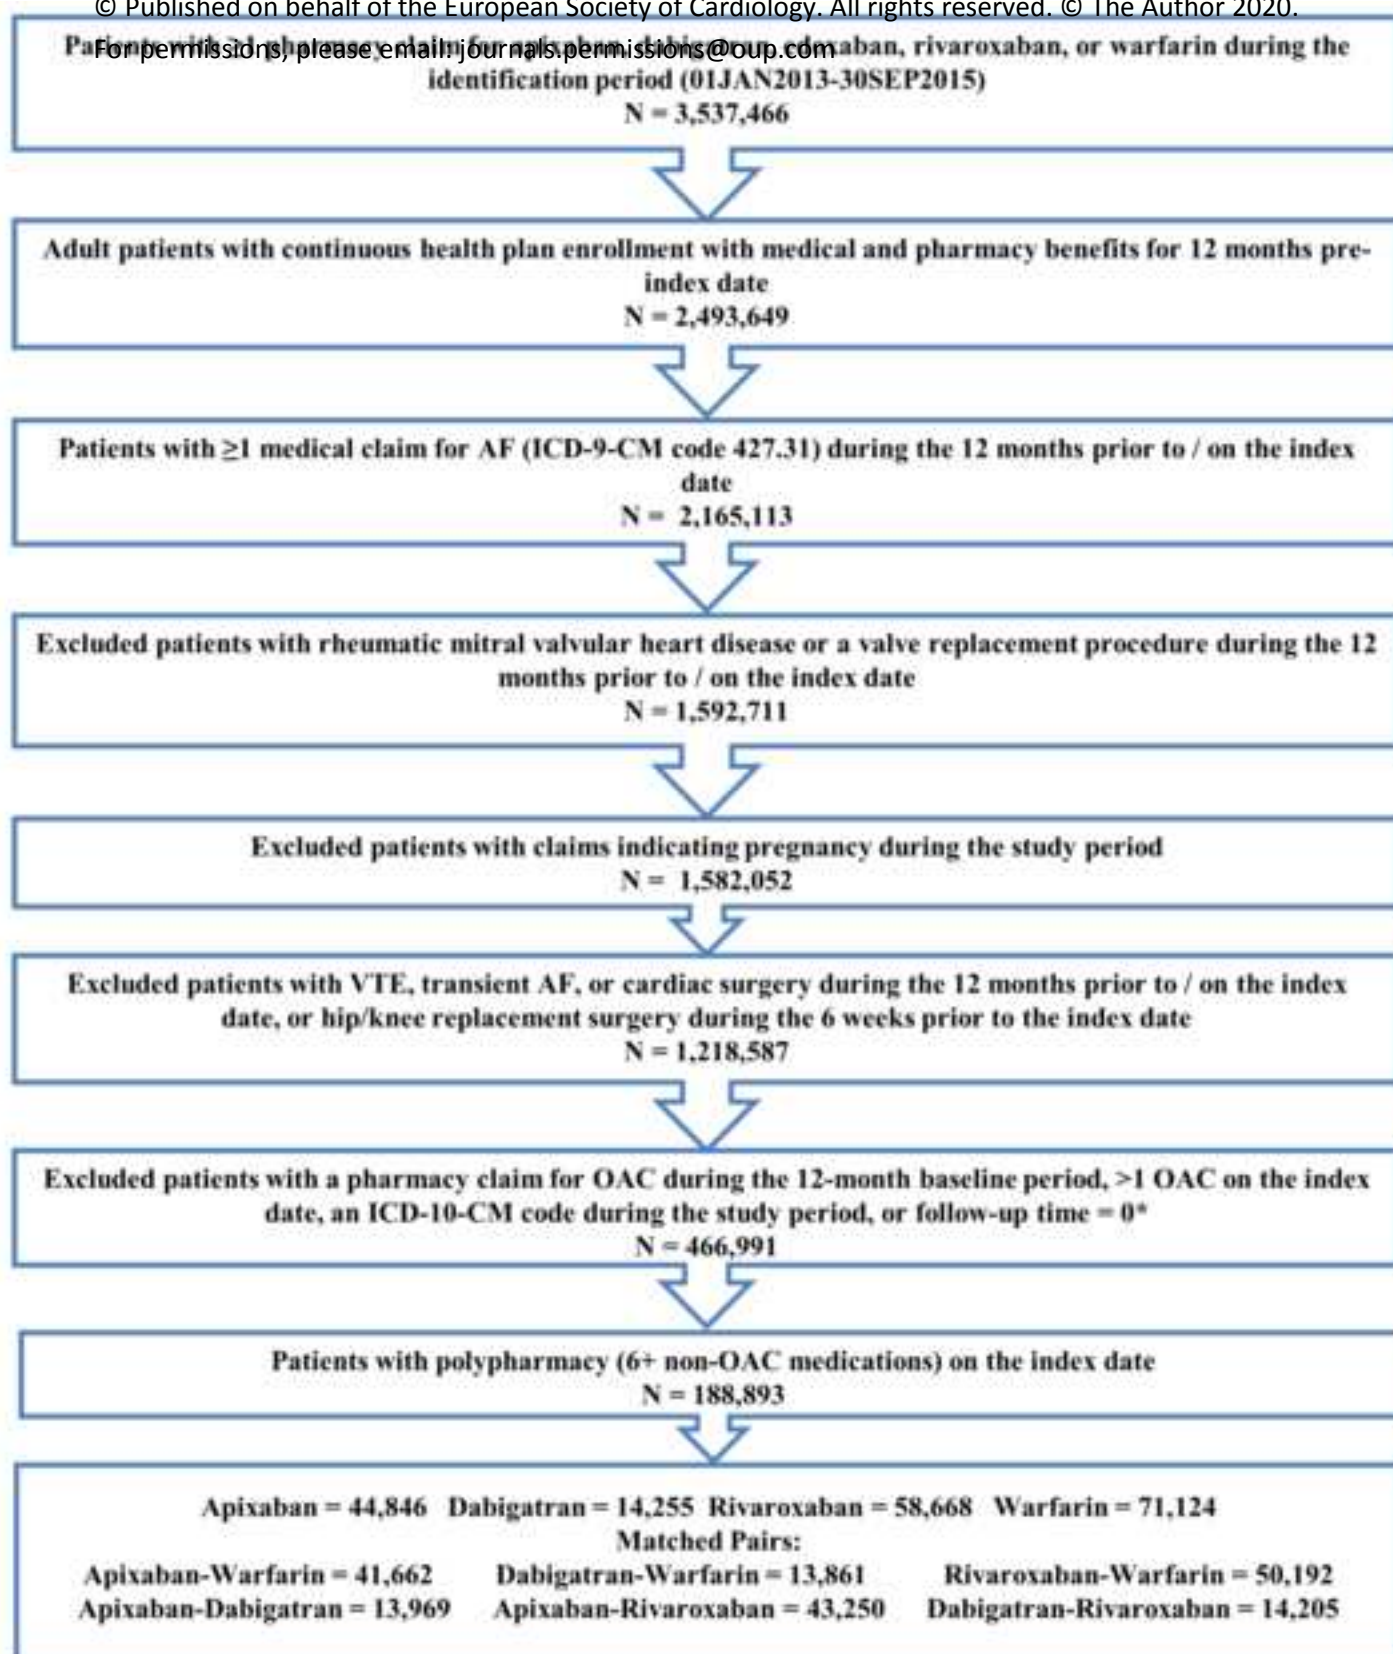 © Published on behalf of the European Society of Cardiology. All rights reserved. © The Author 2020.
For permissions, please email: journals.permissions@oup.com
rivaroxaban, or warfarin during the
identification period (01JAN2013-30SEP2015)
N = 3,537,466
Adult patients with continuous health plan enrollment with medical and pharmacy benefits for 12 months pre-
index date
N = 2,493,649
Patients with ≥1 medical claim for AF (ICD-9-CM code 427.31) during the 12 months prior to / on the index
date
N = 2,165,113
Excluded patients with rheumatic mitral valvular heart disease or a valve replacement procedure during the 12
months prior to / on the index date
N = 1,592,711
Excluded patients with claims indicating pregnancy during the study period
N = 1,582,052
Excluded patients with VTE, transient AF, or cardiac surgery during the 12 months prior to / on the index
date, or hip/knee replacement surgery during the 6 weeks prior to the index date
N = 1,218,587
Excluded patients with a pharmacy claim for OAC during the 12-month baseline period, >1 OAC on the index
date, an ICD-10-CM code during the study period, or follow-up time = 0*
N = 466,991
Patients with polypharmacy (6+ non-OAC medications) on the index date
N = 188,893
Apixaban = 44,846 Dabigatran = 14,255 Rivaroxaban = 58,668 Warfarin = 71,124
Matched Pairs:
Apixaban-Warfarin = 41,662 Dabigatran-Warfarin = 13,861 Rivaroxaban-Warfarin = 50,192
Apixaban-Dabigatran = 13,969 Apixaban-Rivaroxaban = 43,250 Dabigatran-Rivaroxaban = 14,205